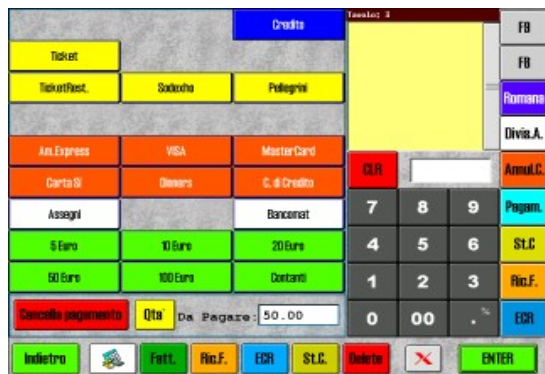 Credito
Tavolo: 3
F9
Ticket
F8
TicketRest. Sodexho Pellegrini
Romana
Divis.A.
Am.Express VISA MasterCard
CLR
Annul.C.
Carta Si Dinners C. di Credito
Assegni Bancomat
7 8 9 Pagam.
5 Euro 10 Euro 20 Euro
4 5 6 St.C
50 Euro 100 Euro Contanti
1 2 3 Ric.F.
Cancella pagamento Qta' Da Pagare: 50.00
0 00 . % ECR
Indietro Fatt. Ric.F. ECR St.C. Delete X ENTER